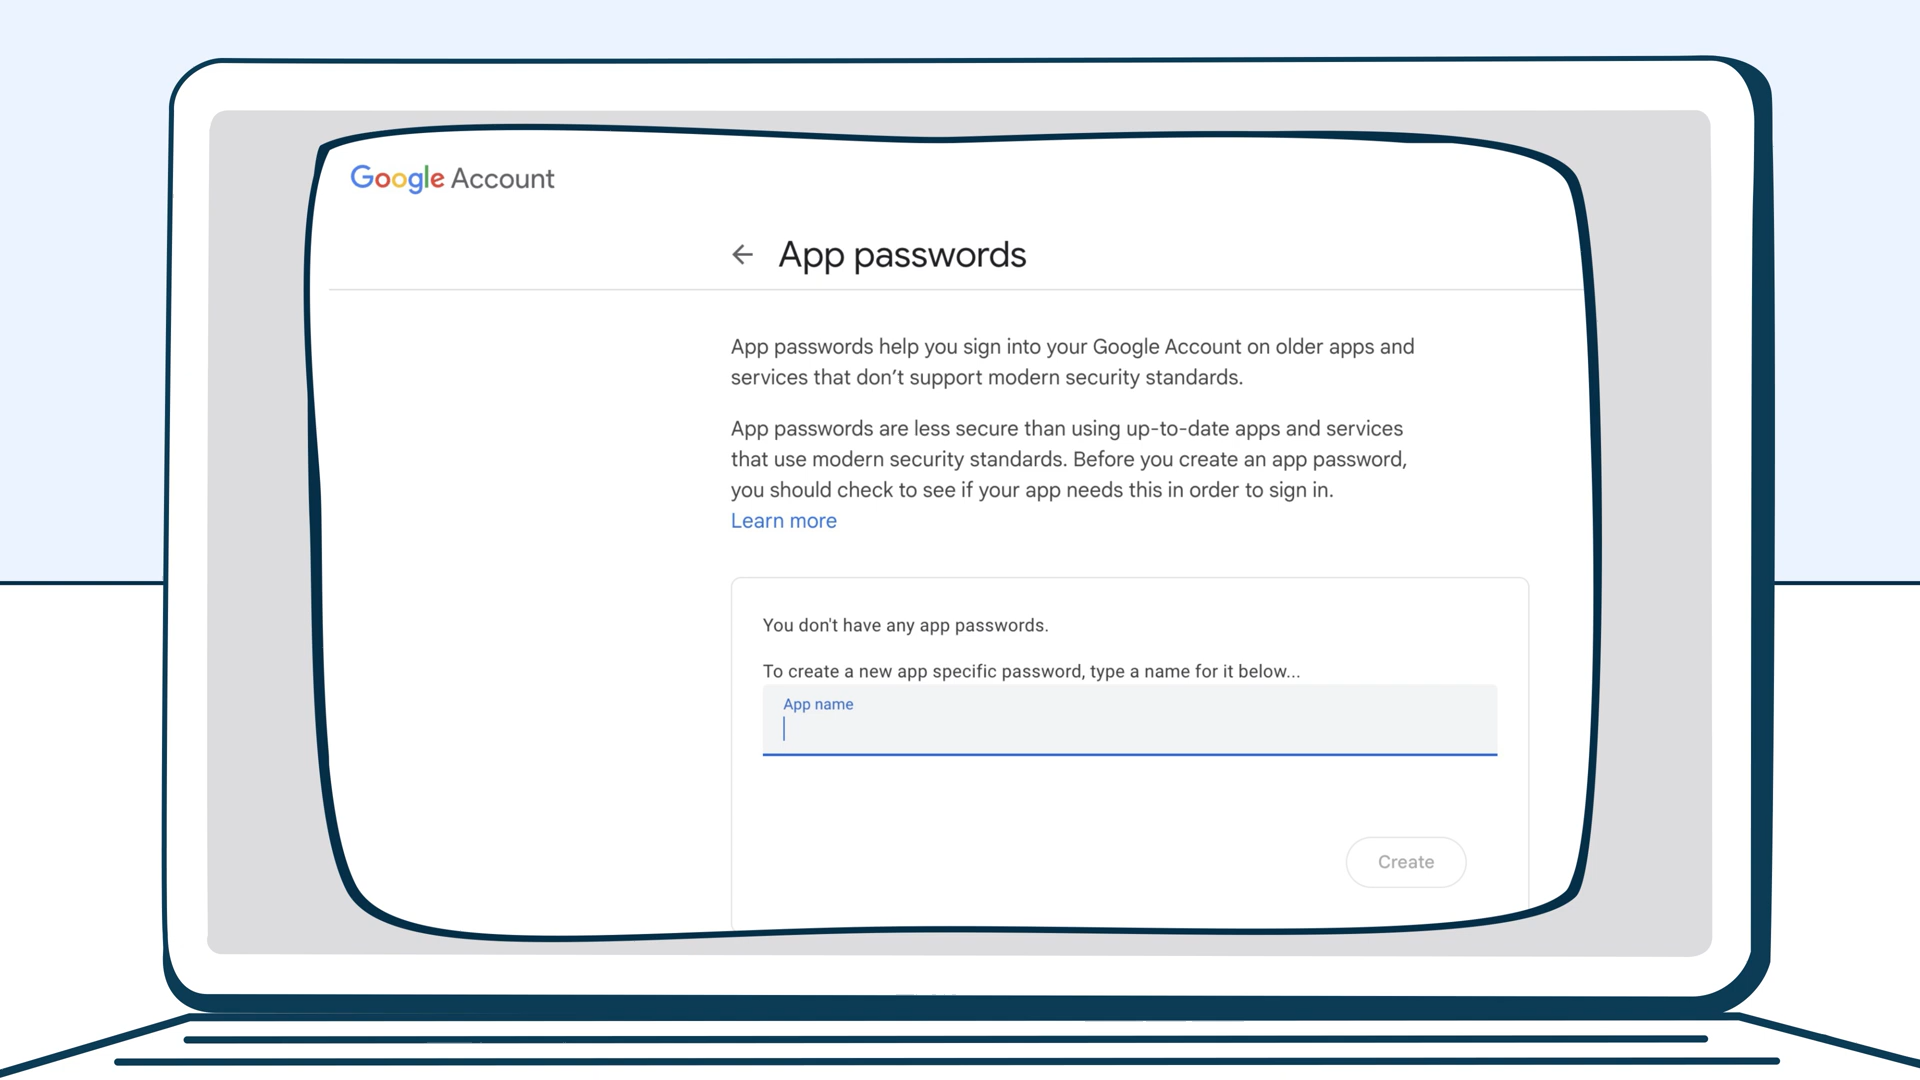 Google Account
App passwords
App passwords help you sign into your Google Account on older apps and
services that don’t support modern security standards.
App passwords are less secure than using up-to-date apps and services
that use modern security standards. Before you create an app password,
you should check to see if your app needs this in order to sign in.
Learn more
You don't have any app passwords.
To create a new app specific password, type a name for it below...
App name
Create